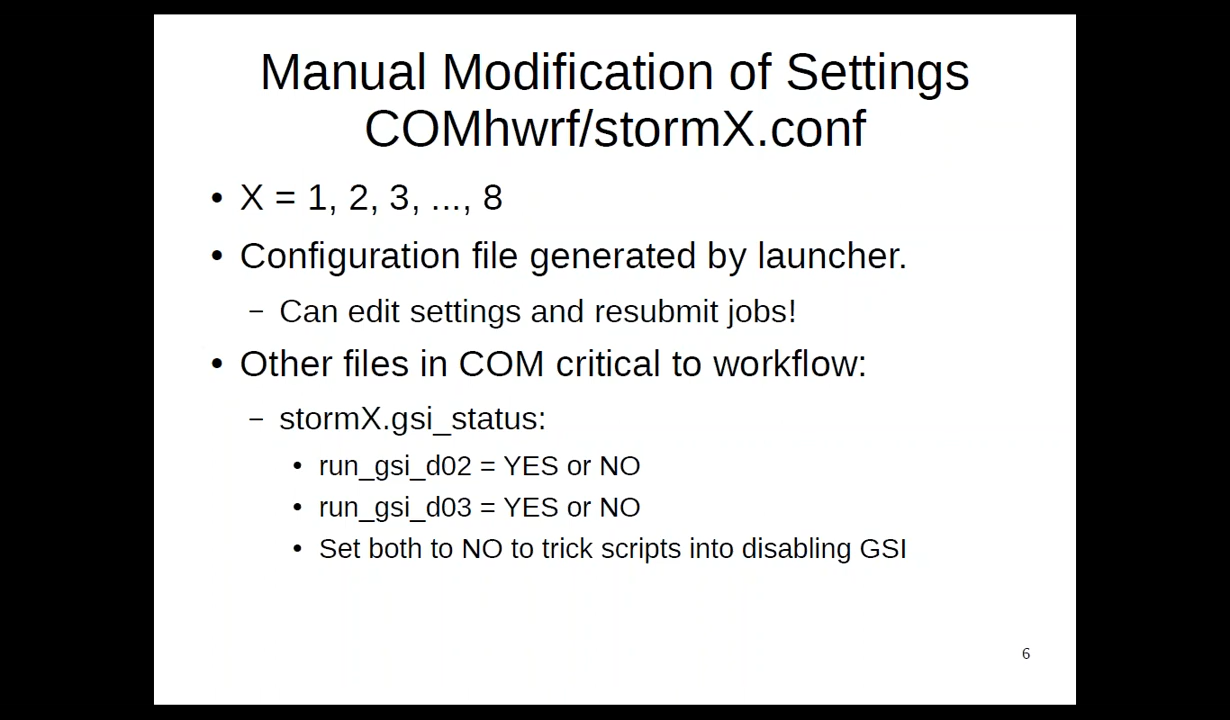 Manual Modification of Settings
COMhwrf/stormX.conf
• X = 1, 2, 3, ..., 8
• Configuration file generated by launcher.
– Can edit settings and resubmit jobs!
• Other files in COM critical to workflow:
– stormX.gsi_status:
• run_gsi_d02 = YES or NO
• run_gsi_d03 = YES or NO
• Set both to NO to trick scripts into disabling GSI
6